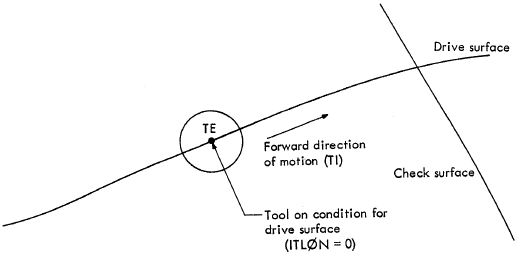 Drive surface
TE
Forward direction
of motion (TI)
Check surface
Tool on condition for
drive surface
(ITLØN = 0)